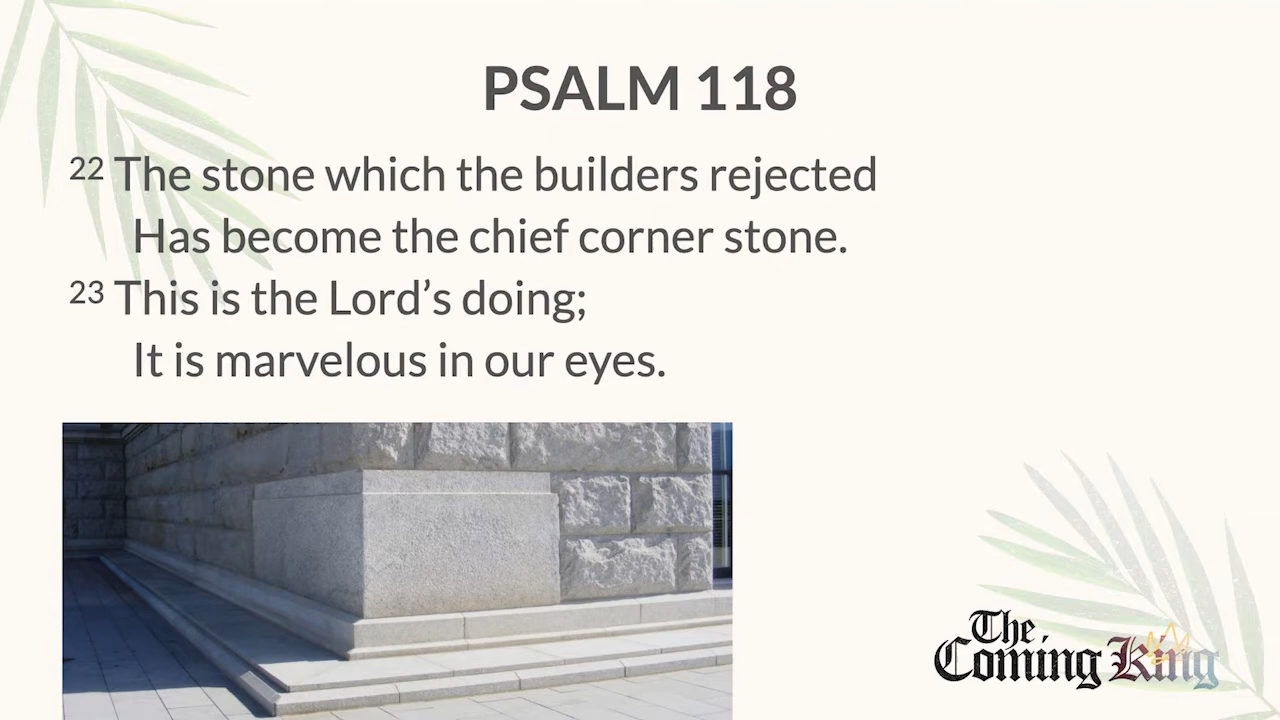 PSALM 118
22 The stone which the builders rejected
Has become the chief corner stone.
23 This is the Lord’s doing;
It is marvelous in our eyes.
The
Coming King